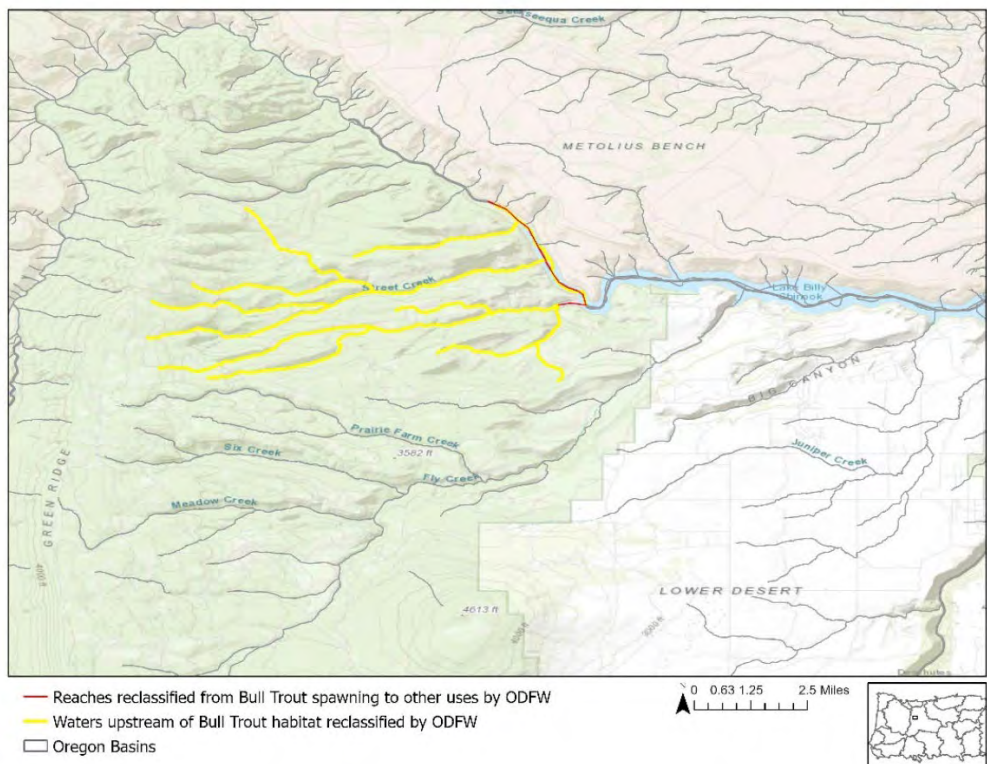 METOLIUS BENCH
Street Creek
Lake Billy
Chinook
BIG CANYON
Prairie Farm Creek
3582 ft
Six Creek
Fly Creek
Juniper Creek
Meadow Creek
GREEN RIDGE
4000 ft
LOWER DESERT
4613 ft
Reaches reclassified from Bull Trout spawning to other uses by ODFW
Waters upstream of Bull Trout habitat reclassified by ODFW
Oregon Basins
0 0.63 1.25 2.5 Miles